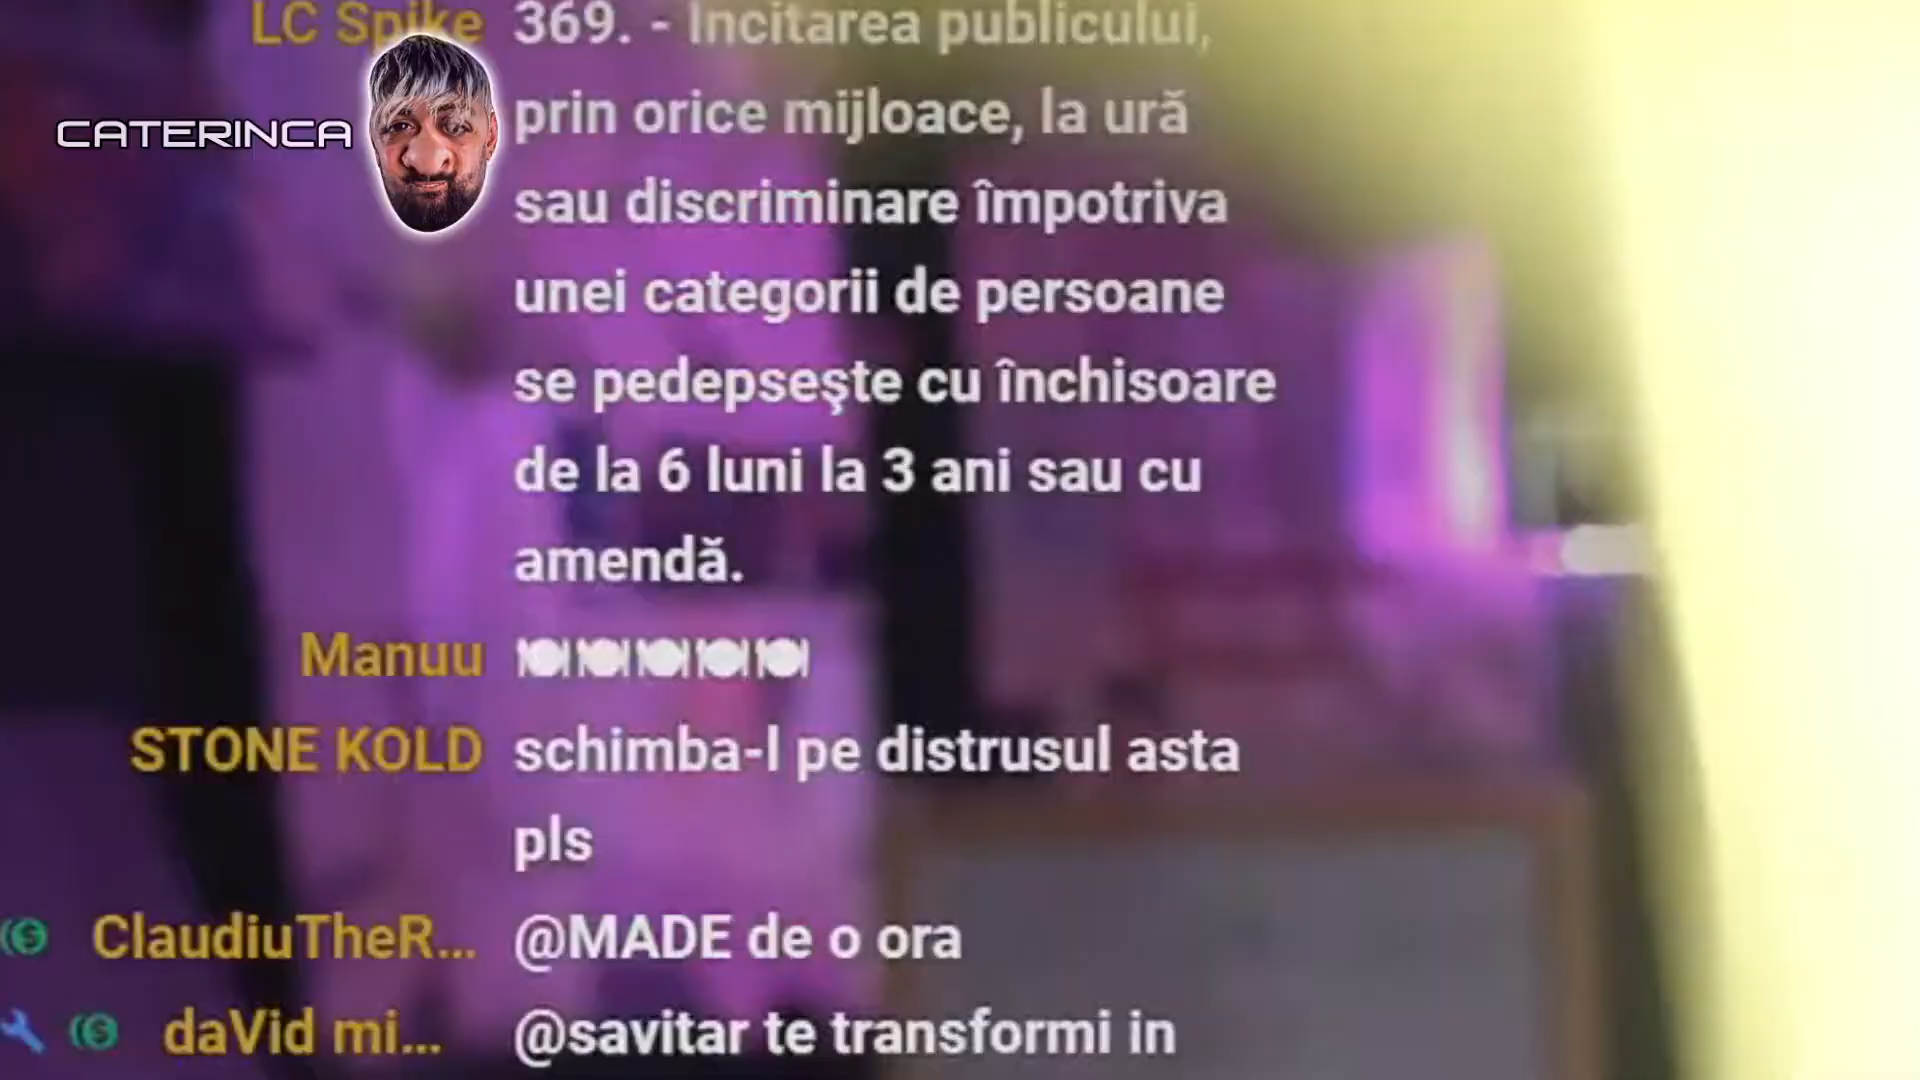 LC Spike 369. - Incitarea publicului,
CATERINCA
prin orice mijloace, la ură
sau discriminare împotriva
unei categorii de persoane
se pedepseşte cu închisoare
de la 6 luni la 3 ani sau cu
amendă.
Manuu 🍽🍽🍽🍽🍽
STONE KOLD schimba-l pe distrusul asta
pls
ClaudiuTheR... @MADE de o ora
daVid mi... @savitar te transformi in